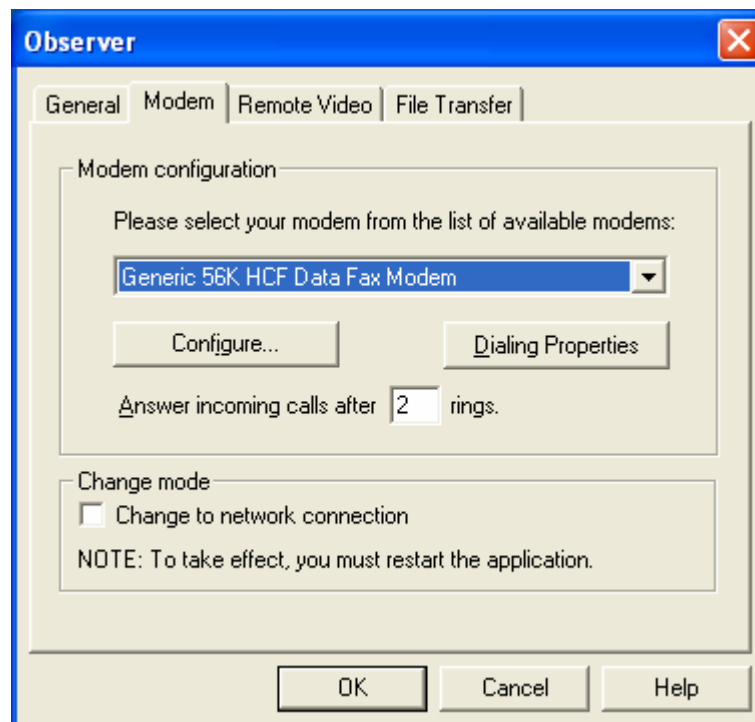 Observer
General Modem Remote Video File Transfer
Modem configuration
Please select your modem from the list of available modems:
Generic 56K HCF Data Fax Modem
Configure... Dialing Properties
Answer incoming calls after 2 rings.
Change mode
Change to network connection
NOTE: To take effect, you must restart the application.
OK Cancel Help